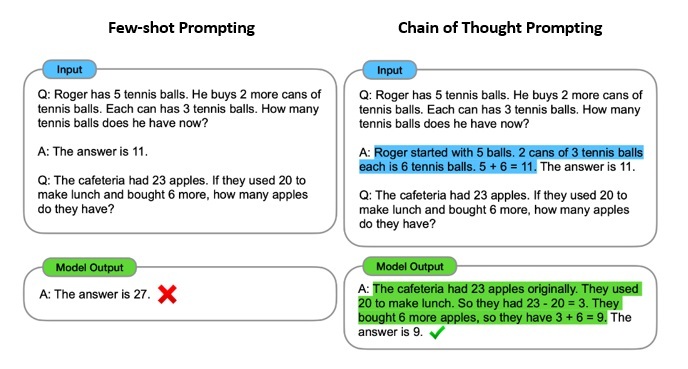 Few-shot Prompting
Input
Q: Roger has 5 tennis balls. He buys 2 more cans of
tennis balls. Each can has 3 tennis balls. How many
tennis balls does he have now?
A: The answer is 11.
Q: The cafeteria had 23 apples. If they used 20 to
make lunch and bought 6 more, how many apples
do they have?
Model Output
A: The answer is 27.
Chain of Thought Prompting
Input
Q: Roger has 5 tennis balls. He buys 2 more cans of
tennis balls. Each can has 3 tennis balls. How many
tennis balls does he have now?
A: Roger started with 5 balls. 2 cans of 3 tennis balls
each is 6 tennis balls. 5 + 6 = 11. The answer is 11.
Q: The cafeteria had 23 apples. If they used 20 to
make lunch and bought 6 more, how many apples
do they have?
Model Output
A: The cafeteria had 23 apples originally. They used
20 to make lunch. So they had 23 - 20 = 3. They
bought 6 more apples, so they have 3 + 6 = 9. The
answer is 9.